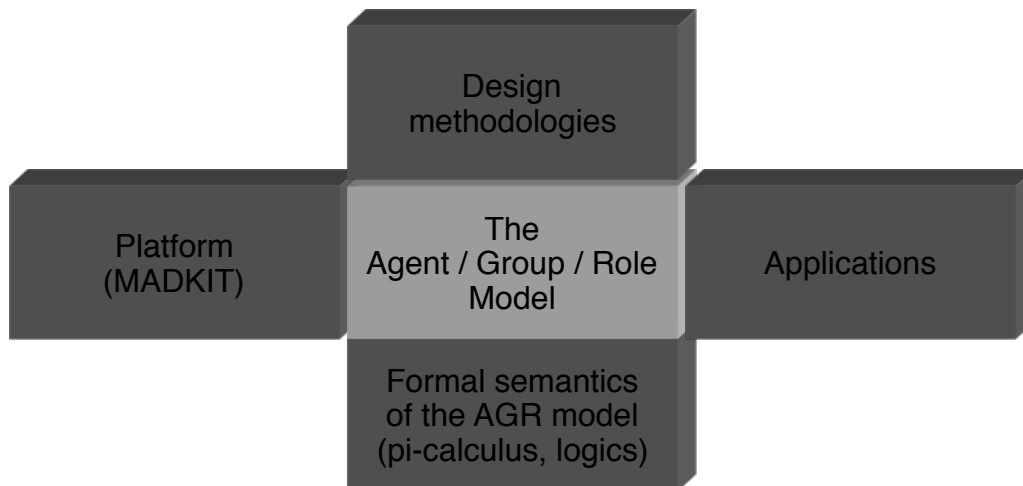 Design
methodologies
Platform
(MADKIT)
The
Agent / Group / Role
Model
Applications
Formal semantics
of the AGR model
(pi-calculus, logics)